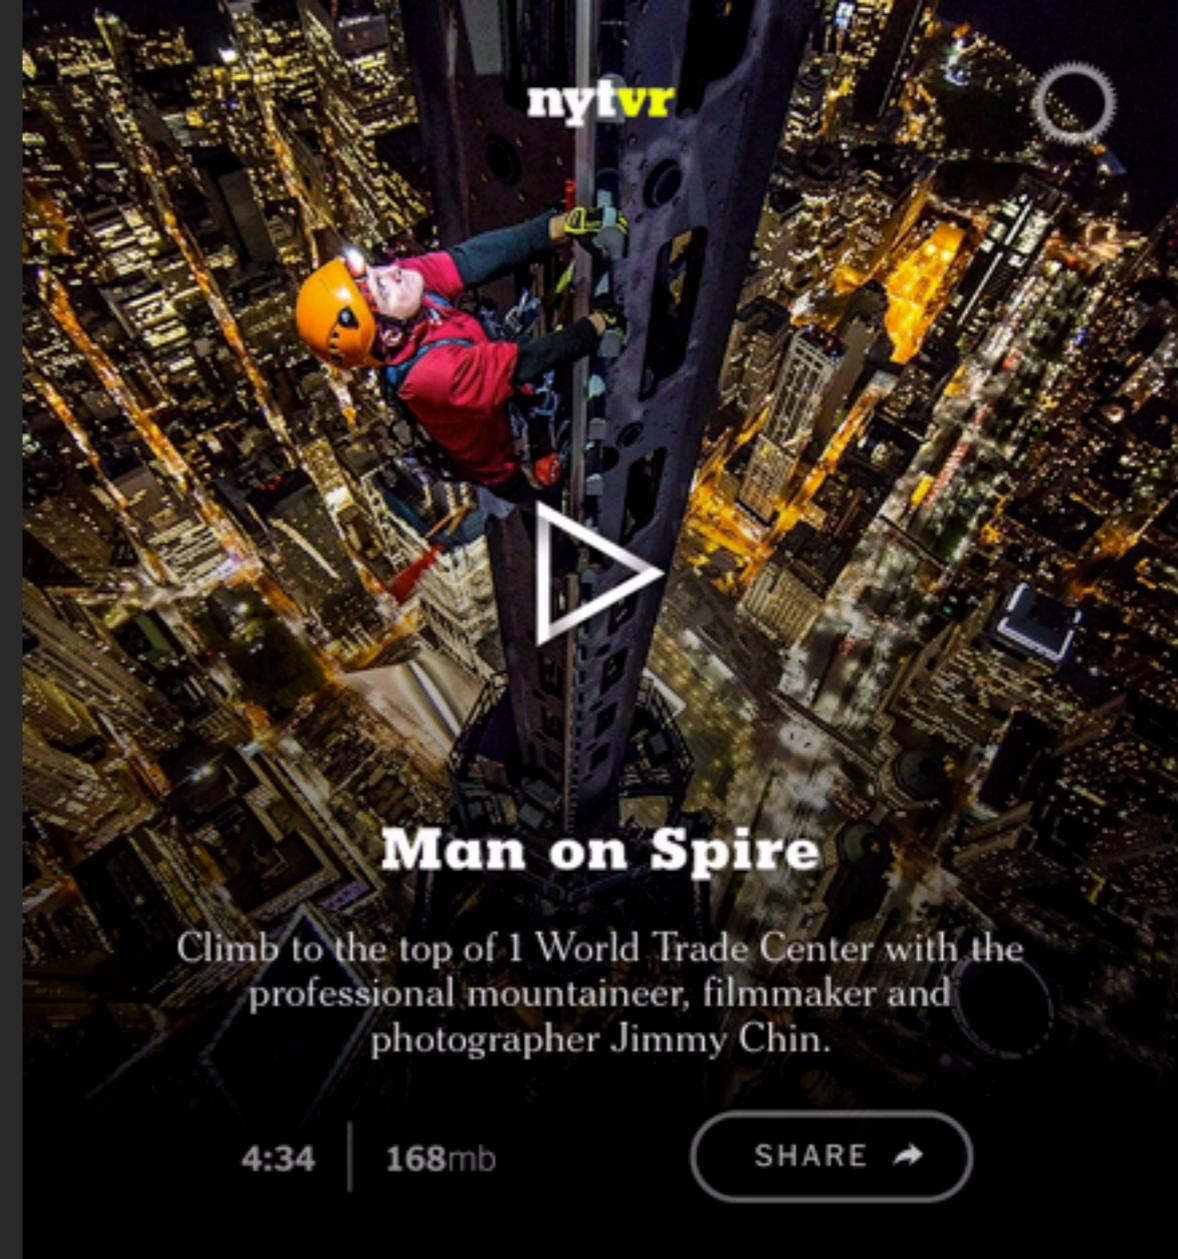 nytvr
Man on Spire
Climb to the top of 1 World Trade Center with the
professional mountaineer, filmmaker and
photographer Jimmy Chin.
4:34 168mb SHARE